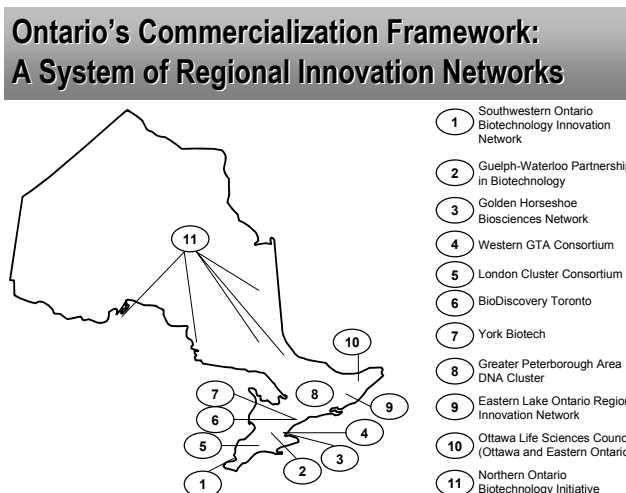 Ontario's Commercialization Framework:
A System of Regional Innovation Networks
1 Southwestern Ontario
Biotechnology Innovation
Network
2 Guelph-Waterloo Partnershi
in Biotechnology
3 Golden Horseshoe
Biosciences Network
4 Western GTA Consortium
5 London Cluster Consortium
6 BioDiscovery Toronto
7 York Biotech
8 Greater Peterborough Area
DNA Cluster
9 Eastern Lake Ontario Region
Innovation Network
10 Ottawa Life Sciences Counc
(Ottawa and Eastern Ontario
11 Northern Ontario
Biotechnology Initiative
11
10
7
8
9
6
4
5
3
2
1